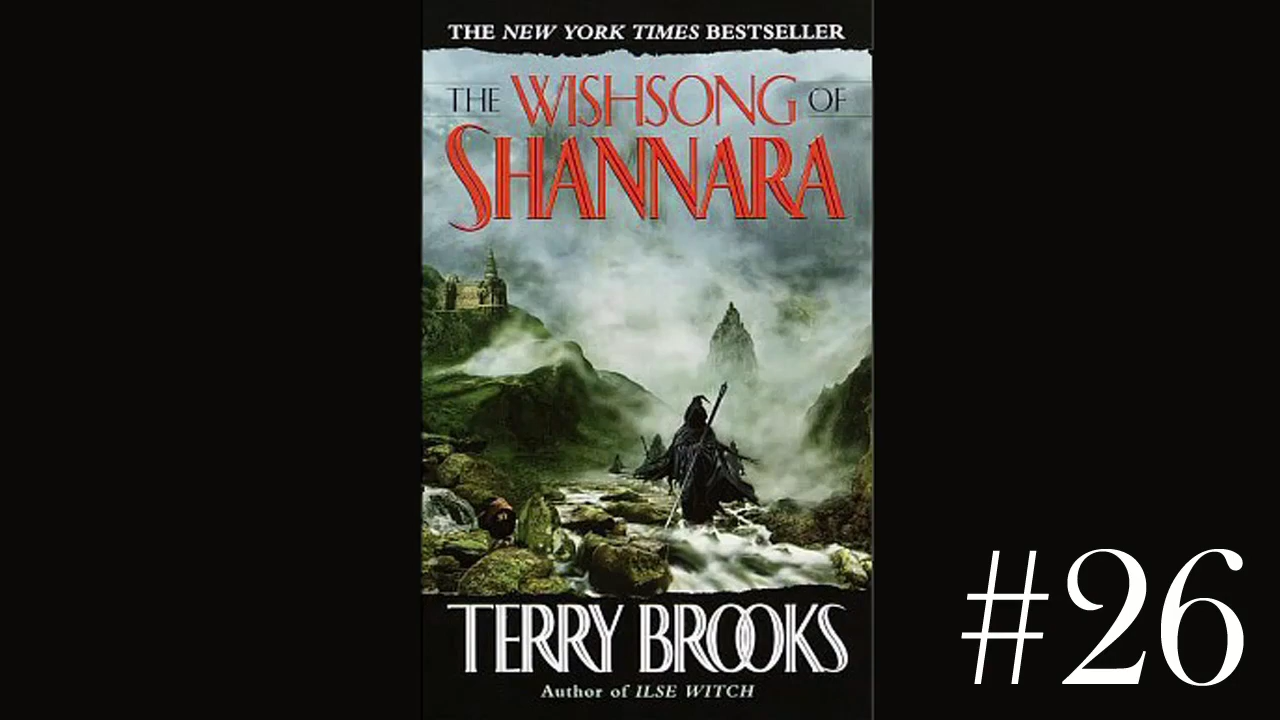 THE NEW YORK TIMES BESTSELLER
THE WISHSONG OF
SHANNARA
TERRY BROOKS
Author of ILSE WITCH
#26